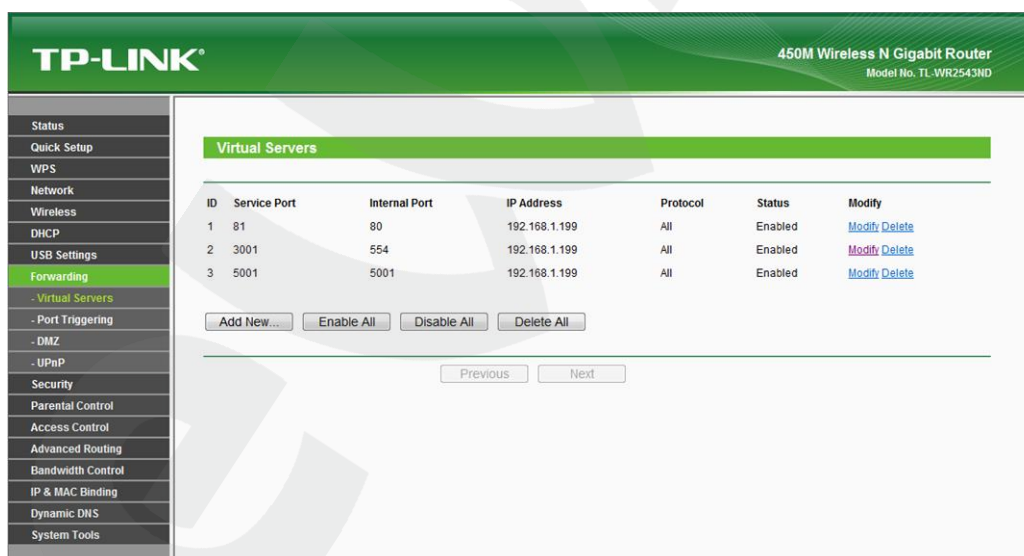 TP-LINK®
450M Wireless N Gigabit Router
Model No. TL-WR2543ND
Status
Quick Setup
WPS
Network
Wireless
DHCP
USB Settings
Forwarding
- Virtual Servers
- Port Triggering
- DMZ
- UPnP
Security
Parental Control
Access Control
Advanced Routing
Bandwidth Control
IP & MAC Binding
Dynamic DNS
System Tools
Virtual Servers
ID Service Port Internal Port IP Address Protocol Status Modify
1 81 80 192.168.1.199 All Enabled Modify Delete
2 3001 554 192.168.1.199 All Enabled Modify Delete
3 5001 5001 192.168.1.199 All Enabled Modify Delete
Add New... Enable All Disable All Delete All
Previous Next